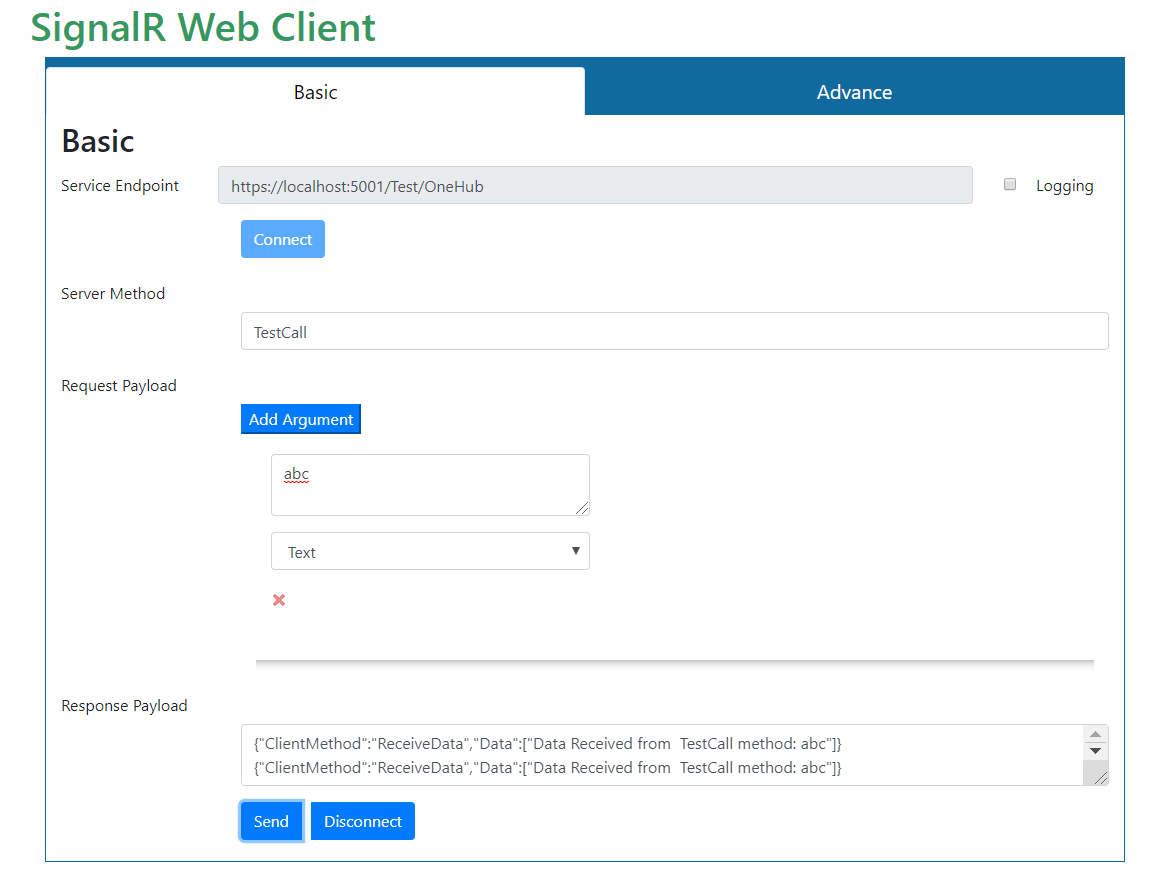 SignalR Web Client
Basic
Advance
Basic
Service Endpoint
https://localhost:5001/Test/OneHub
Logging
Connect
Server Method
TestCall
Request Payload
Add Argument
abc
Text
Response Payload
{"ClientMethod":"ReceiveData","Data":["Data Received from  TestCall method: abc"]}
{"ClientMethod":"ReceiveData","Data":["Data Received from  TestCall method: abc"]}
Send
Disconnect